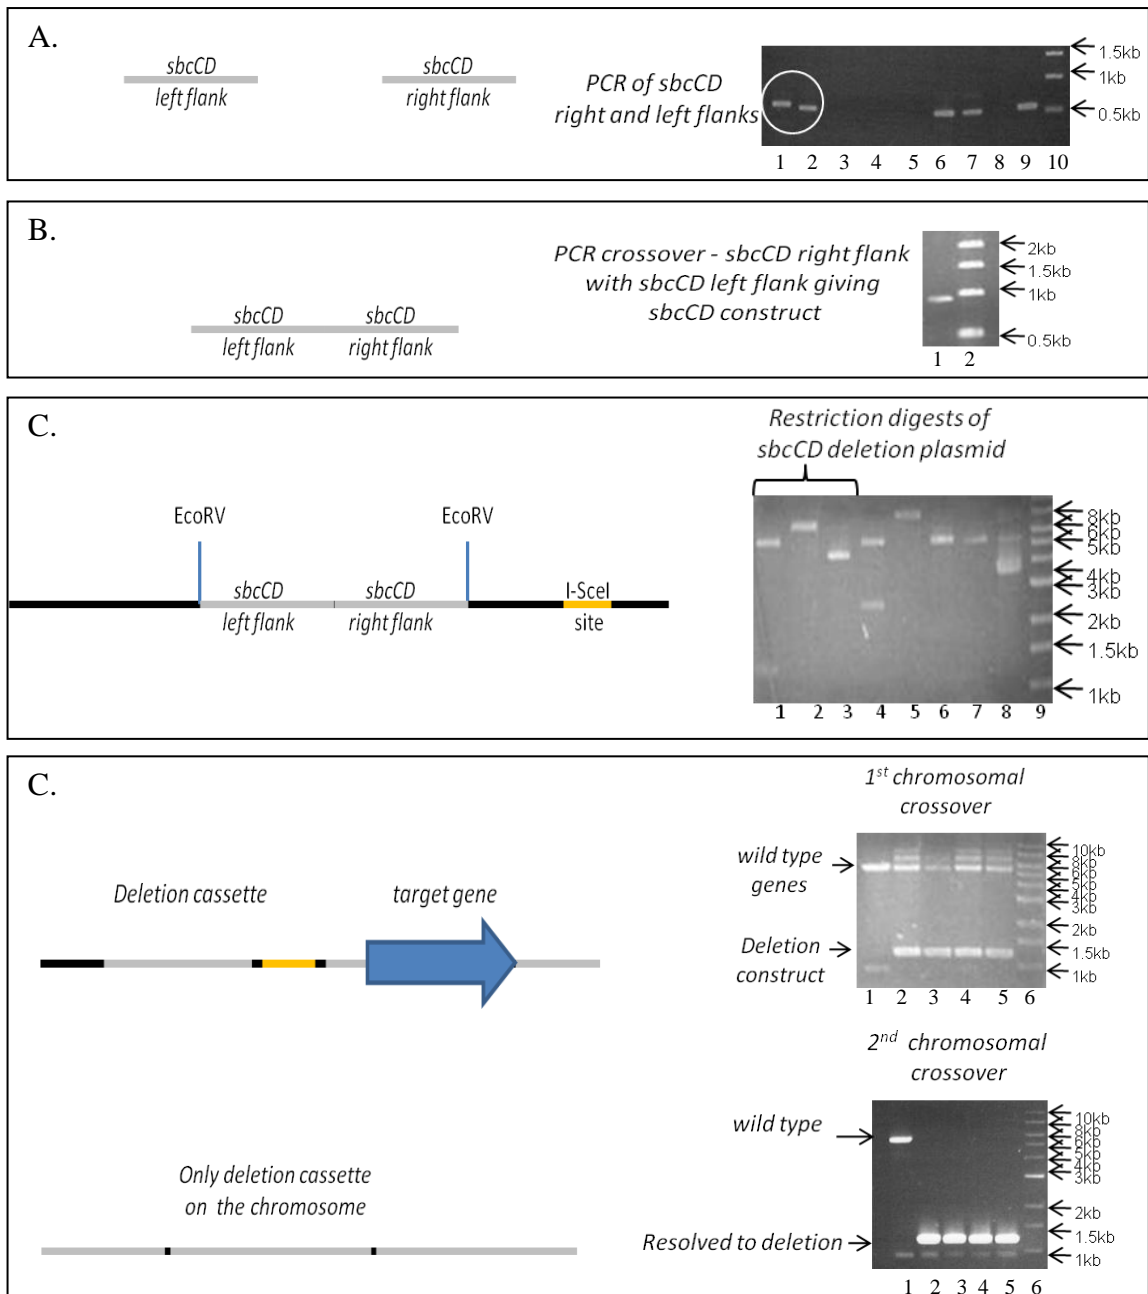 A.
sbcCD
left flank
sbcCD
right flank
PCR of sbcCD
right and left flanks
1.5kb
1kb
0.5kb
1 2 3 4 5 6 7 8 9 10
B.
sbcCD
left flank
sbcCD
right flank
PCR crossover - sbcCD right flank
with sbcCD left flank giving
sbcCD construct
2kb
1.5kb
1kb
0.5kb
1 2
C.
EcoRV
EcoRV
sbcCD
left flank
sbcCD
right flank
I-SceI
site
Restriction digests of
sbcCD deletion plasmid
8kb
6kb
5kb
4kb
3kb
2kb
1.5kb
1kb
1 2 3 4 5 6 7 8 9
C.
Deletion cassette
target gene
1st chromosomal
crossover
wild type
genes
Deletion
construct
10kb
8kb
6kb
5kb
4kb
3kb
2kb
1.5kb
1kb
1 2 3 4 5 6
Only deletion cassette
on the chromosome
2nd chromosomal
crossover
wild type
Resolved to deletion
10kb
8kb
6kb
5kb
4kb
3kb
2kb
1.5kb
1kb
1 2 3 4 5 6